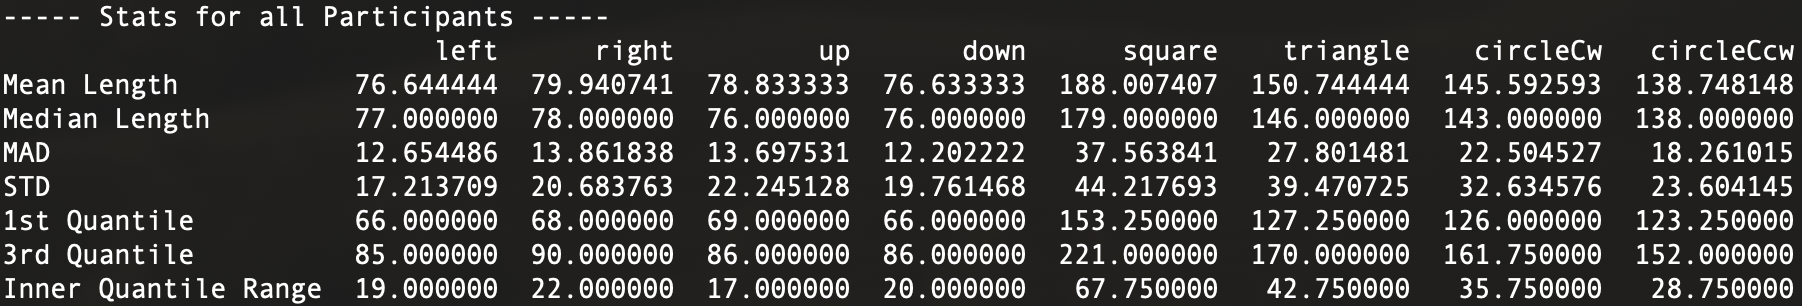 ----- Stats for all Participants -----
left right up down square triangle circleCw circleCcw
Mean Length 76.644444 79.940741 78.833333 76.633333 188.007407 150.744444 145.592593 138.748148
Median Length 77.000000 78.000000 76.000000 76.000000 179.000000 146.000000 143.000000 138.000000
MAD 12.654486 13.861838 13.697531 12.202222 37.563841 27.801481 22.504527 18.261015
STD 17.213709 20.683763 22.245128 19.761468 44.217693 39.470725 32.634576 23.604145
1st Quantile 66.000000 68.000000 69.000000 66.000000 153.250000 127.250000 126.000000 123.250000
3rd Quantile 85.000000 90.000000 86.000000 86.000000 221.000000 170.000000 161.750000 152.000000
Inner Quantile Range 19.000000 22.000000 17.000000 20.000000 67.750000 42.750000 35.750000 28.750000